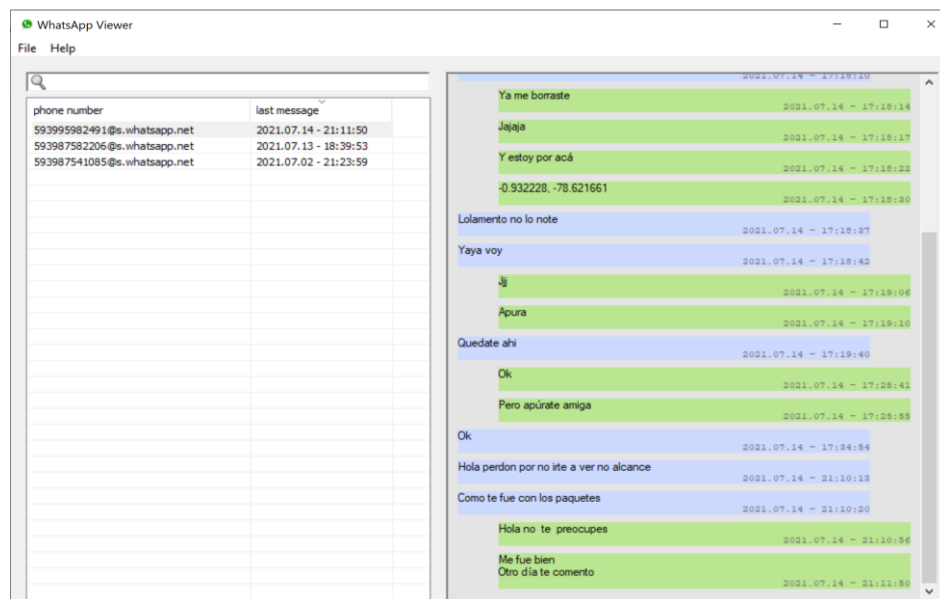 WhatsApp Viewer
File Help
phone number last message
593995982491@s.whatsapp.net 2021.07.14 - 21:11:50
593987582206@s.whatsapp.net 2021.07.13 - 18:39:53
593987541085@s.whatsapp.net 2021.07.02 - 21:23:59
2021.07.14 - 17:18:10
Ya me borraste
2021.07.14 - 17:18:14
Jajaja
2021.07.14 - 17:18:17
Y estoy por acá
2021.07.14 - 17:18:22
-0.932228, -78.621661
2021.07.14 - 17:18:30
Lolamento no lo note
2021.07.14 - 17:18:37
Yaya voy
2021.07.14 - 17:18:42
Jjj
2021.07.14 - 17:19:06
Apura
2021.07.14 - 17:19:10
Quedate ahi
2021.07.14 - 17:19:40
Ok
2021.07.14 - 17:25:41
Pero apúrate amiga
2021.07.14 - 17:25:55
Ok
2021.07.14 - 17:34:54
Hola perdon por no irte a ver no alcance
2021.07.14 - 21:10:13
Como te fue con los paquetes
2021.07.14 - 21:10:20
Hola no te preocupes
2021.07.14 - 21:10:56
Me fue bien
Otro día te comento
2021.07.14 - 21:11:50